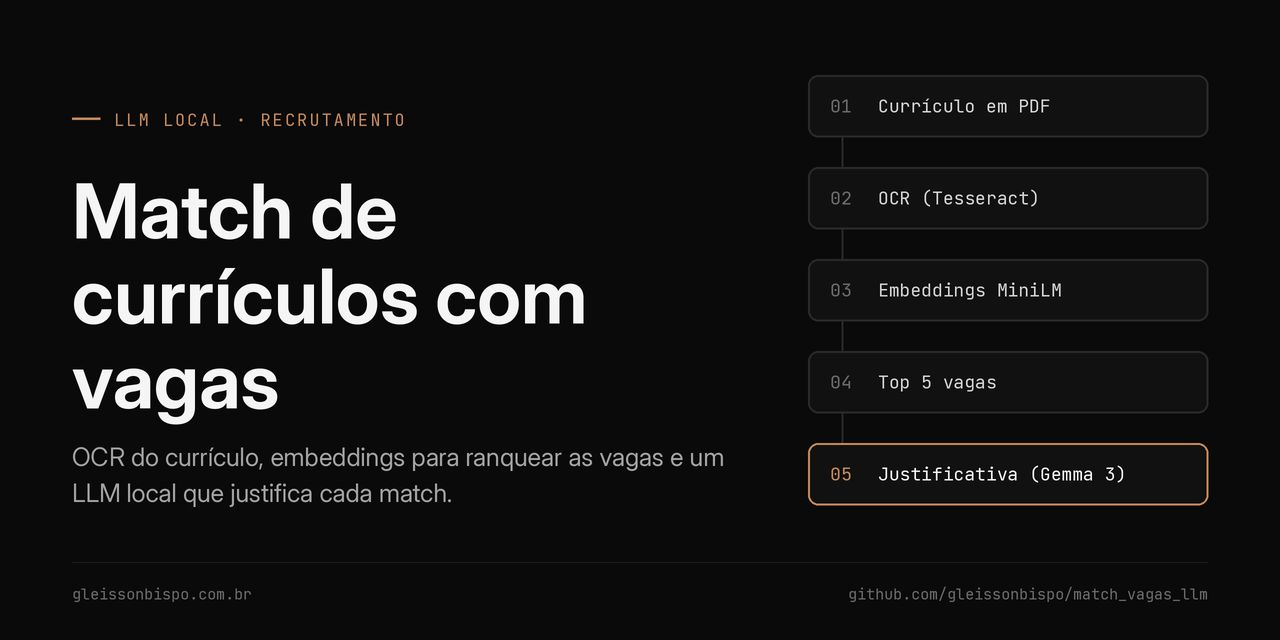 LLM LOCAL · RECRUTAMENTO
Match de
currículos com
vagas
OCR do currículo, embeddings para ranquear as vagas e um
LLM local que justifica cada match.
01 Currículo em PDF
02 OCR (Tesseract)
03 Embeddings MiniLM
04 Top 5 vagas
05 Justificativa (Gemma 3)
gleissonbispo.com.br
github.com/gleissonbispo/match_vagas_llm